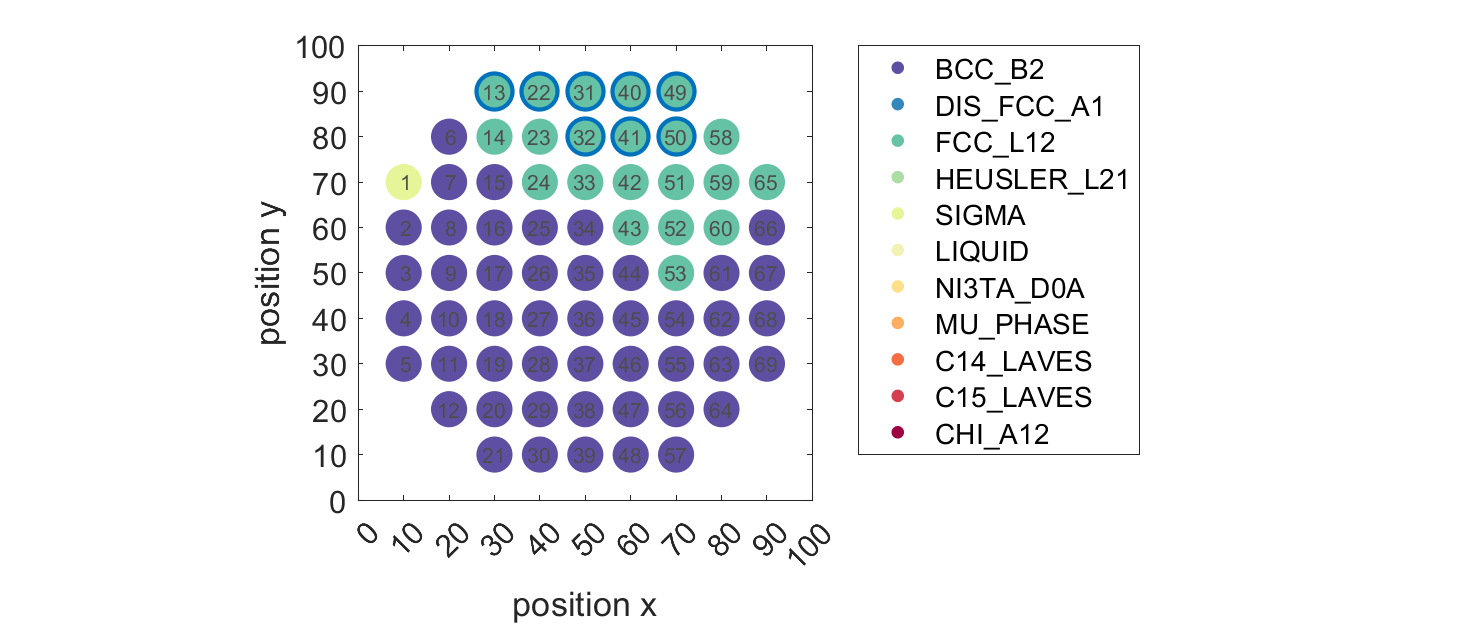 100
90
80
70
60
50
40
30
20
10
0
13 22 31 40 49
6 14 23 32 41 50 58
1 7 15 24 33 42 51 59 65
2 8 16 25 34 43 52 60 66
3 9 17 26 35 44 53 61 67
4 10 18 27 36 45 54 62 68
5 11 19 28 37 46 55 63 69
12 20 29 38 47 56 64
21 30 39 48 57
0 10 20 30 40 50 60 70 80 90 100
position x
position y
BCC_B2
DIS_FCC_A1
FCC_L12
HEUSLER_L21
SIGMA
LIQUID
NI3TA_D0A
MU_PHASE
C14_LAVES
C15_LAVES
CHI_A12